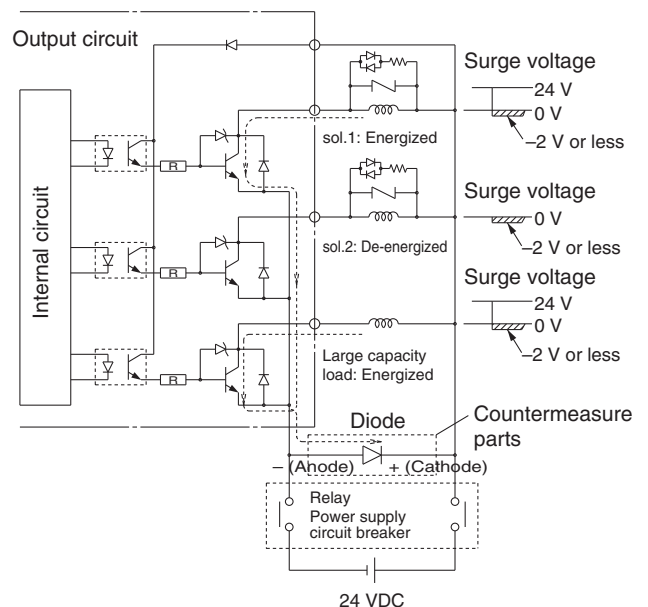 Output circuit
Internal circuit
R
R
R
sol.1: Energized
sol.2: De-energized
Large capacity
load: Energized
Surge voltage
24 V
0 V
–2 V or less
Surge voltage
0 V
–2 V or less
Surge voltage
24 V
0 V
–2 V or less
Diode
Countermeasure
parts
– (Anode)
+ (Cathode)
Relay
Power supply
circuit breaker
24 VDC